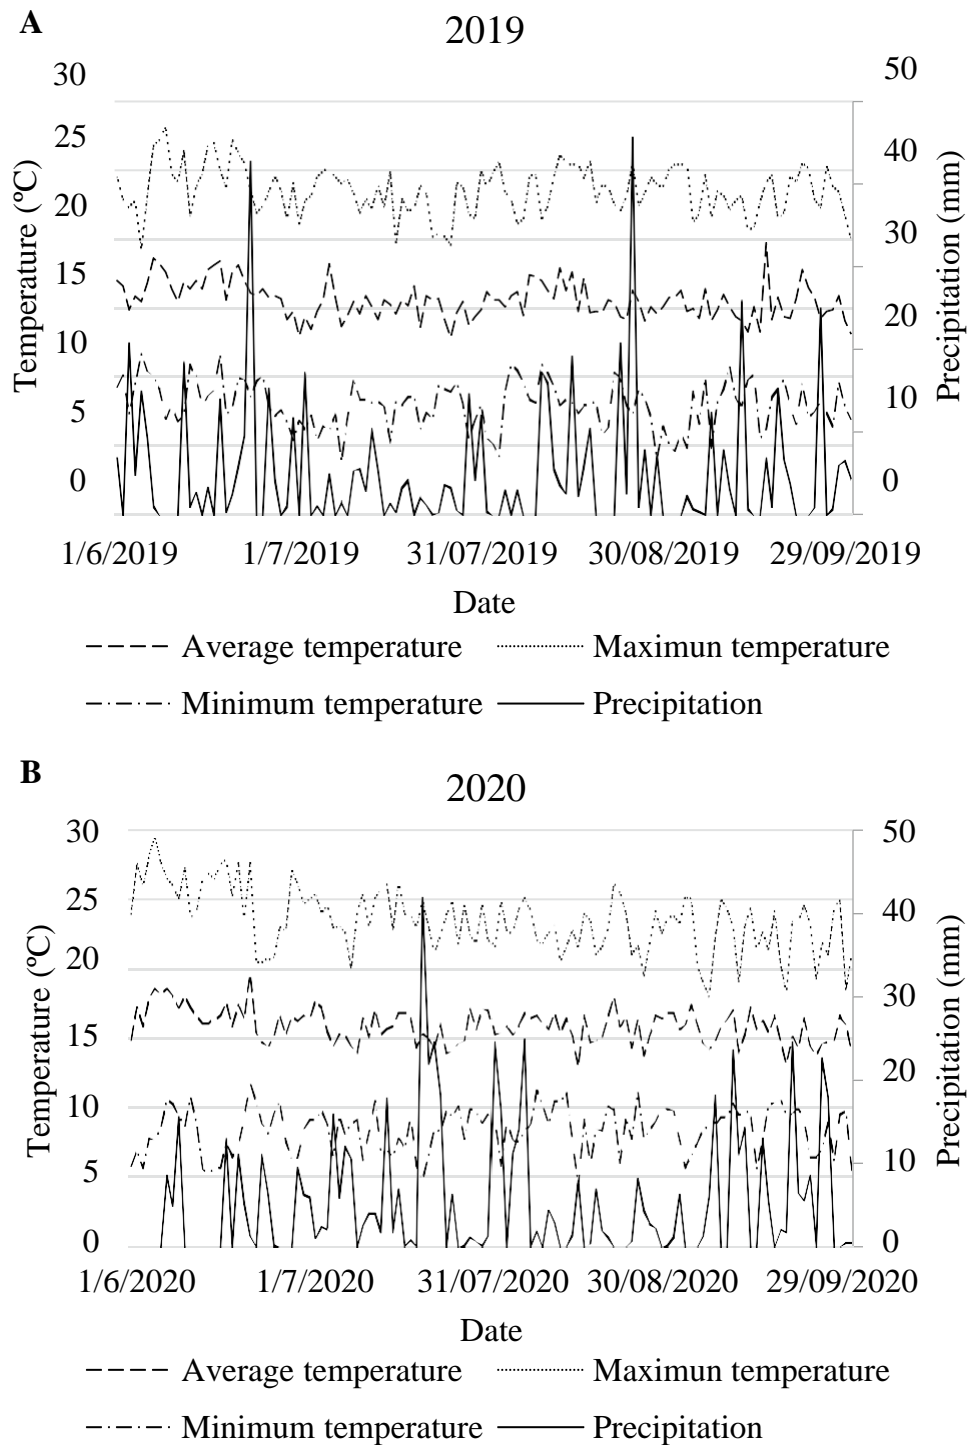 A
2019
30
25
20
15
10
5
0
Temperature (ºC)
50
40
30
20
10
0
Precipitation (mm)
1/6/2019 1/7/2019 31/07/2019 30/08/2019 29/09/2019
Date
Average temperature Maximun temperature
Minimum temperature Precipitation
B
2020
30
25
20
15
10
5
0
Temperature (ºC)
50
40
30
20
10
0
Precipitation (mm)
1/6/2020 1/7/2020 31/07/2020 30/08/2020 29/09/2020
Date
Average temperature Maximun temperature
Minimum temperature Precipitation